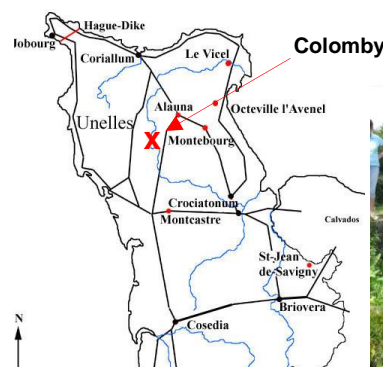 Hague-Dike
Jobourg
Coriallum
Le Vicel
Colomby
Alauna
Octeville l'Avenel
Unelles
X
Montebourg
Crociatonum
Montcastre
Calvados
St-Jean
de-Savigny
Briovera
N
Cosedia